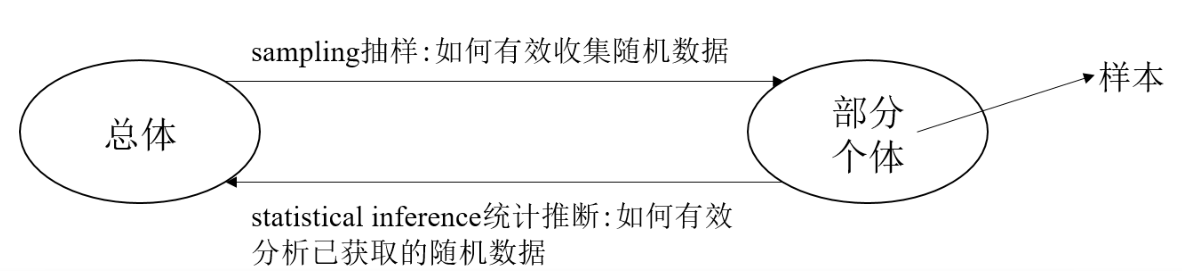 sampling抽样:如何有效收集随机数据
总体
部分
个体
样本
statistical inference统计推断:如何有效
分析已获取的随机数据